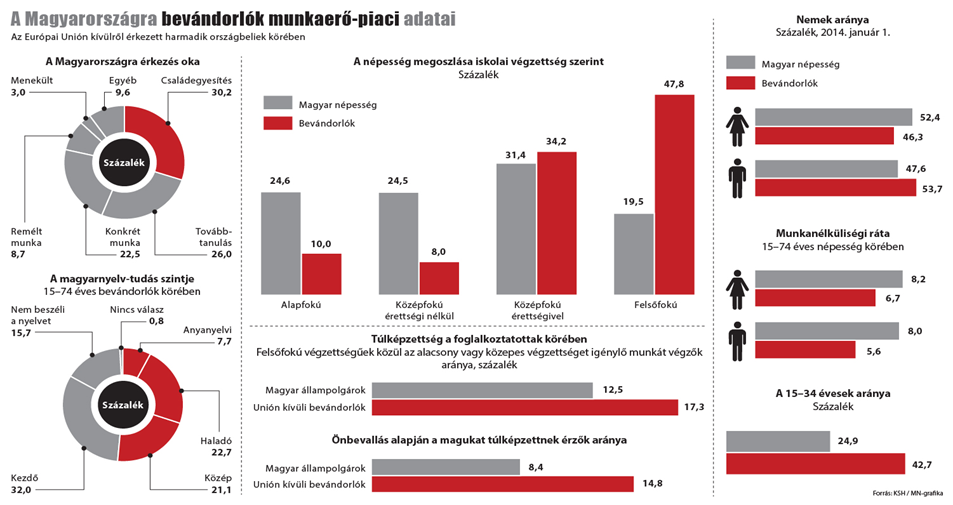 A Magyarországra bevándorlók munkaerő-piaci adatai
Az Európai Unión kívülről érkezett harmadik országbeliek körében
A Magyarországra érkezés oka
Menekült
3,0
Egyéb
9,6
Családegyesítés
30,2
Százalék
Remélt
munka
8,7
Konkrét
munka
22,5
Tovább-
tanulás
26,0
A magyarnyelv-tudás szintje
15–74 éves bevándorlók körében
Nem beszéli
a nyelvet
15,7
Nincs válasz
0,8
Anyanyelvi
7,7
Százalék
Haladó
22,7
Kezdő
32,0
Közép
21,1
A népesség megoszlása iskolai végzettség szerint
Százalék
Magyar népesség
Bevándorlók
24,6
10,0
24,5
8,0
31,4
34,2
19,5
47,8
Alapfokú
Középfokú
érettségi nélkül
Középfokú
érettségivel
Felsőfokú
Túlképzettség a foglalkoztatottak körében
Felsőfokú végzettségűek közül az alacsony vagy közepes végzettséget igénylő munkát végzők
aránya, százalék
Magyar állampolgárok
12,5
Unión kívüli bevándorlók
17,3
Önbevallás alapján a magukat túlképzettnek érzők aránya
Magyar állampolgárok
8,4
Unión kívüli bevándorlók
14,8
Nemek aránya
Százalék, 2014. január 1.
Magyar népesség
Bevándorlók
52,4
46,3
47,6
53,7
Munkanélküliségi ráta
15–74 éves népesség körében
8,2
6,7
8,0
5,6
A 15–34 évesek aránya
Százalék
24,9
42,7
Forrás: KSH / MN-grafika